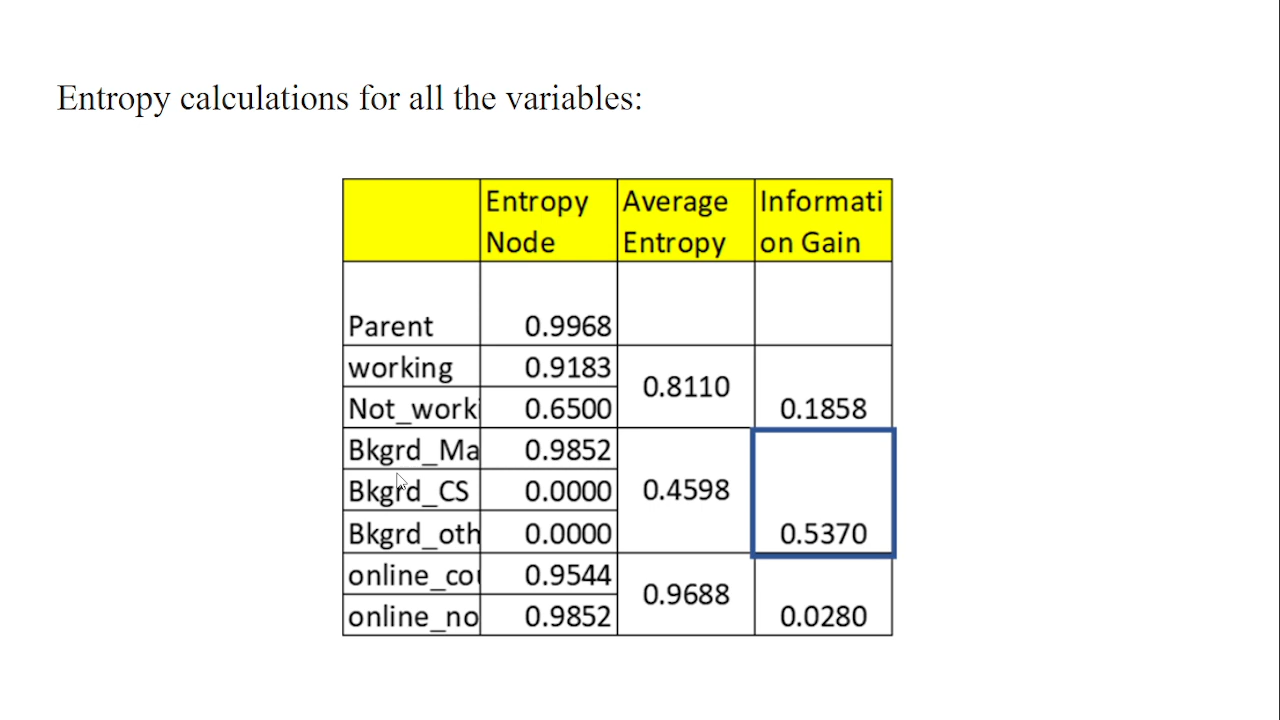 Entropy calculations for all the variables:
Entropy Node Average Entropy Informati on Gain
Parent 0.9968
working 0.9183 0.8110 0.1858
Not_work 0.6500
Bkgrd_Ma 0.9852 0.4598 0.5370
Bkgrd_CS 0.0000
Bkgrd_oth 0.0000
online_cou 0.9544 0.9688 0.0280
online_no 0.9852